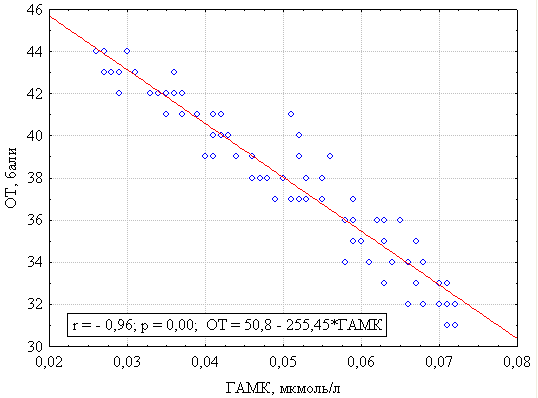 46
44
42
40
38
36
34
32
30
ОТ, бали
r = - 0,96; p = 0,00; ОТ = 50,8 - 255,45*ГАМК
0,02 0,03 0,04 0,05 0,06 0,07 0,08
ГАМК, мкмоль/л